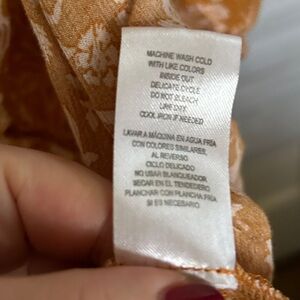 MACHINE WASH COLD
WITH LIKE COLORS
INSIDE OUT
DELICATE CYCLE
DO NOT BLEACH
LINE DRY
COOL IRON IF NEEDED
LAVAR A MÁQUINA EN AGUA FRÍA
CON COLORES SIMILARES,
AL REVERSO
CICLO DELICADO
NO USAR BLANQUEADOR
SECAR EN EL TENDEDERO
PLANCHAR CON PLANCHA FRÍA
SI ES NECESARIO